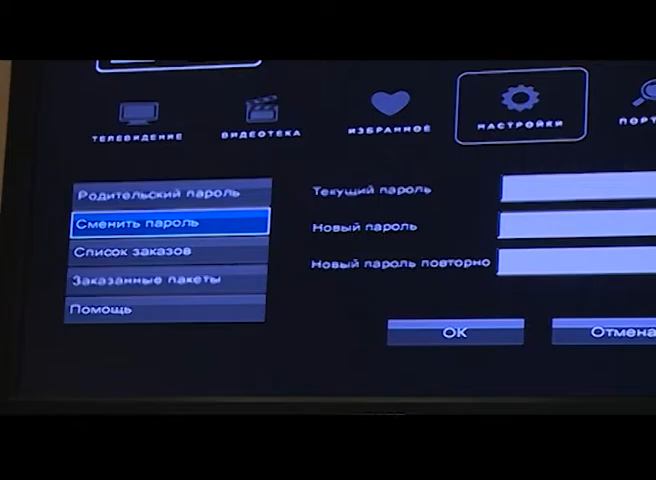 ТЕЛЕВИДЕНИЕ
ВИДЕОТЕКА
ИЗБРАННОЕ
НАСТРОЙКИ
Родительский пароль
Сменить пароль
Список заказов
Заказанные пакеты
Помощь
Текущий пароль
Новый пароль
Новый пароль повторно
ОК
Отмена